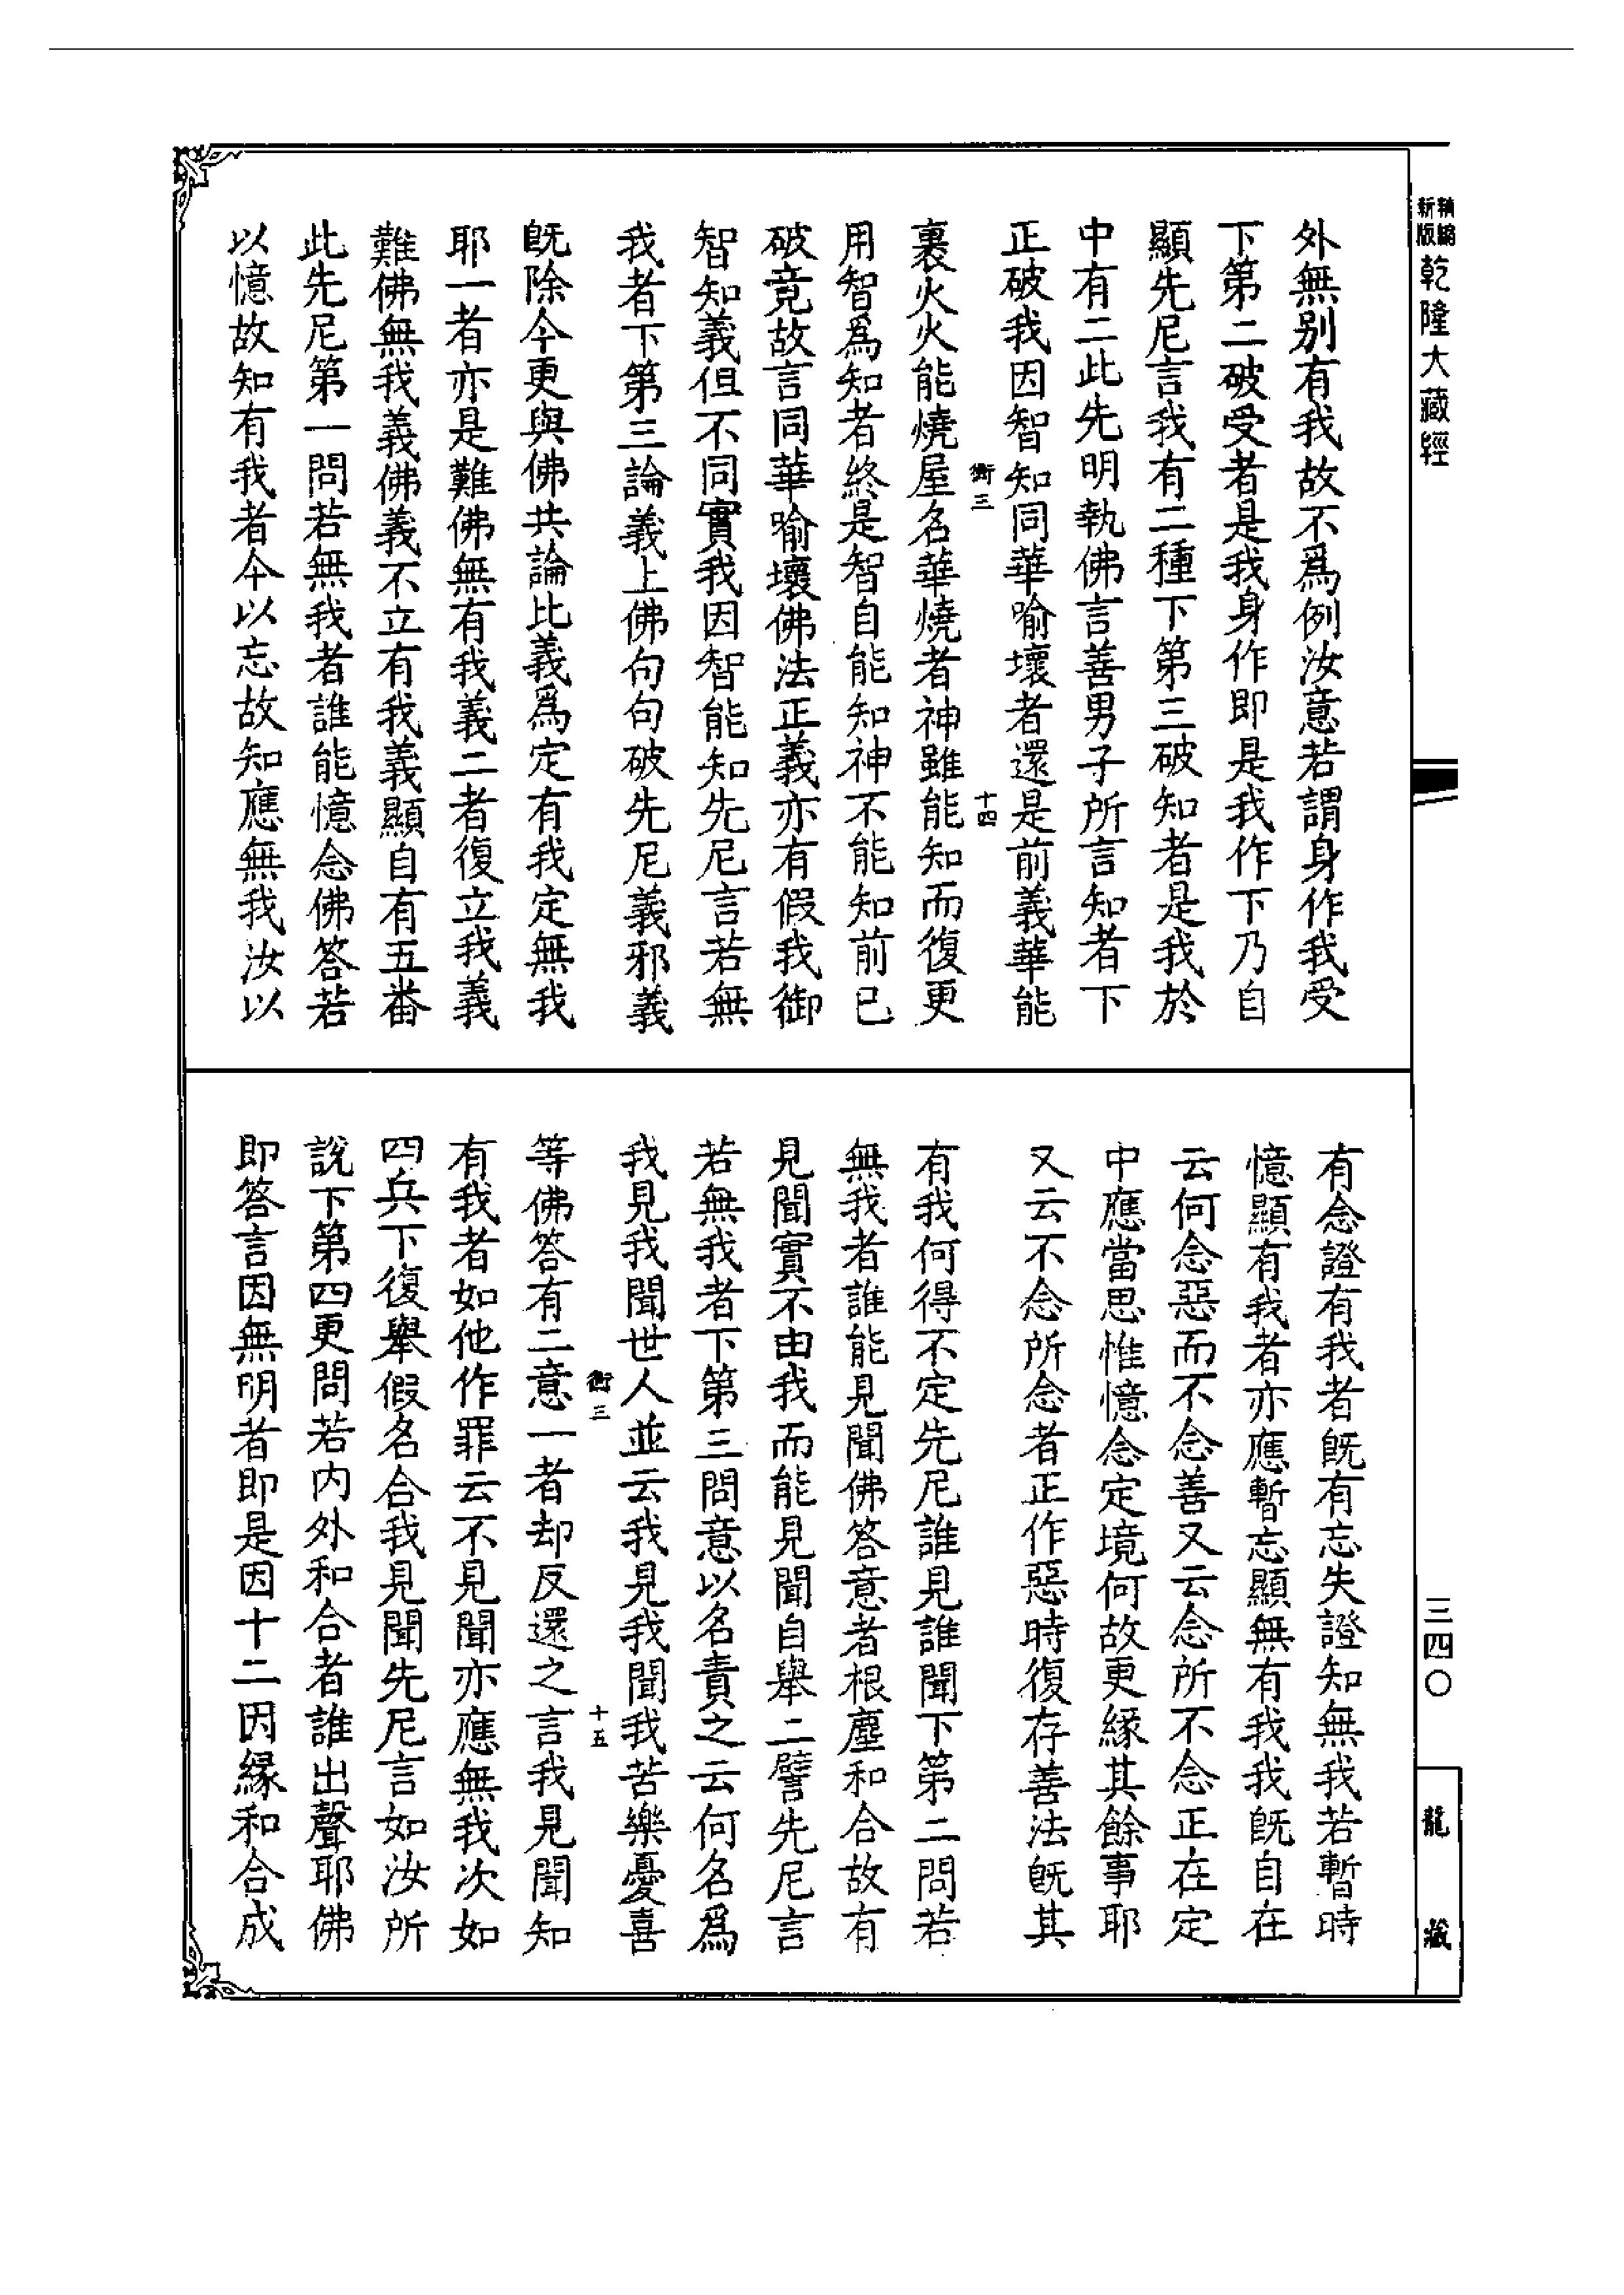 精縮
新版
乾隆大藏經
外無别有我故不爲例汝意若謂身作我受
下第二破受者是我身作即是我作下乃自
顯先尼言我有二種下第三破知者是我於
中有二此先明執佛言善男子所言知者下
正破我因智知同華喻壞者還是前義華能
裏火火能燒屋名華燒者神雖能知而復更
用智爲知者終是智自能知神不能知前已
破竟故言同華喻壞佛法正義亦有假我御
智知義但不同實我因智能知先尼言若無
我者下第三論義上佛句句破先尼義邪義
旣除今更與佛共論比義爲定有我定無我
耶一者亦是難佛無有我義二者復立我義
難佛無我義佛義不立有我義顯自有五番
此先尼第一問若無我者誰能憶念佛答若
以憶故知有我者今以忘故知應無我汝以
衝三
十四
有念證有我者旣有忘失證知無我若暫時
憶顯有我者亦應暫忘顯無有我我旣自在
云何念惡而不念善又云念所不念正在定
中應當思惟憶念定境何故更縁其餘事耶
又云不念所念者正作惡時復存善法旣其
有我何得不定先尼誰見誰聞下第二問若
無我者誰能見聞佛答意者根塵和合故有
見聞實不由我而能見聞自舉二譬先尼言
若無我者下第三問意以名責之云何名爲
我見我聞世人並云我見我聞我苦樂憂喜
等佛答有二意一者却反還之言我見聞知
有我者如他作罪云不見聞亦應無我次如
四兵下復舉假名合我見聞先尼言如汝所
説下第四更問若内外和合者誰出聲耶佛
即答言因無明者即是因十二因縁和合成
衝三
十五
三四〇
龍藏